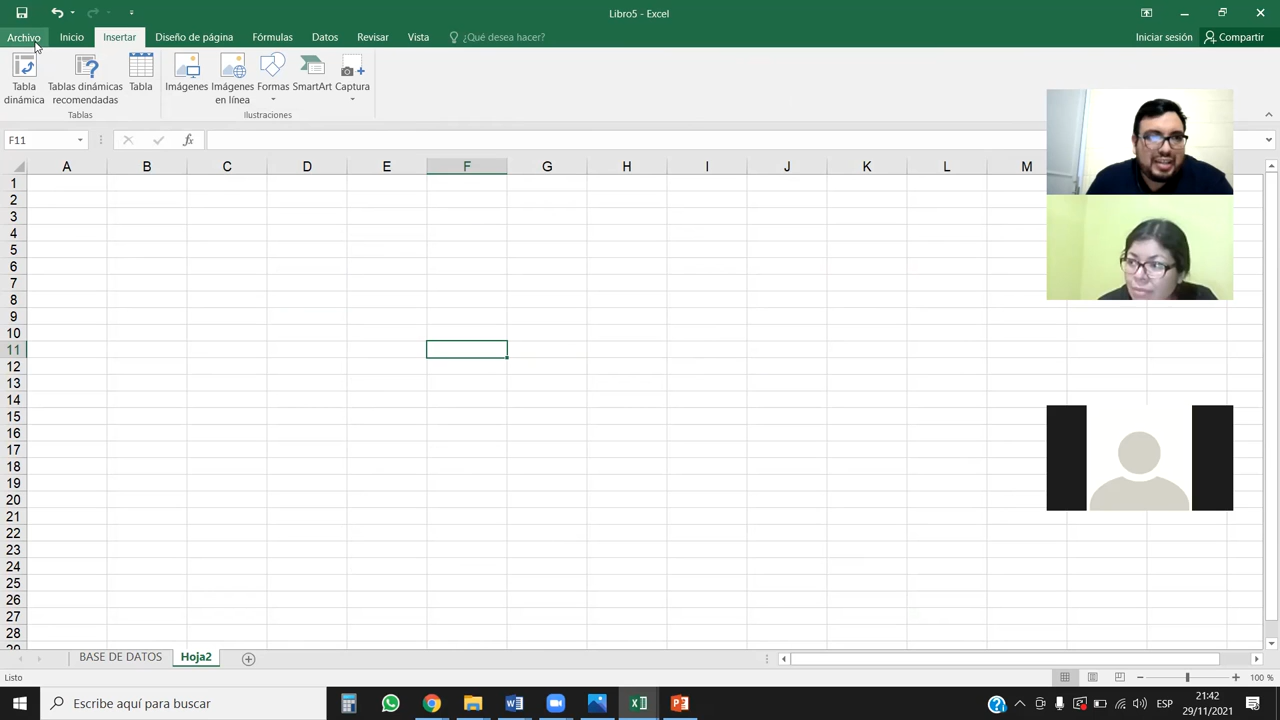 Libro5 - Excel
Archivo Inicio Insertar Diseño de página Fórmulas Datos Revisar Vista ¿Qué desea hacer? Iniciar sesión Compartir
Tabla dinámica
Tablas dinámicas recomendadas
Tabla
Imágenes
Imágenes en línea
Formas
SmartArt
Captura
Tablas
Ilustraciones
F11 fx
A B C D E F G H I J K L M
1
2
3
4
5
6
7
8
9
10
11
12
13
14
15
16
17
18
19
20
21
22
23
24
25
26
27
28
BASE DE DATOS Hoja2
Listo 100 %
Escribe aquí para buscar
ESP
21:42
29/11/2021